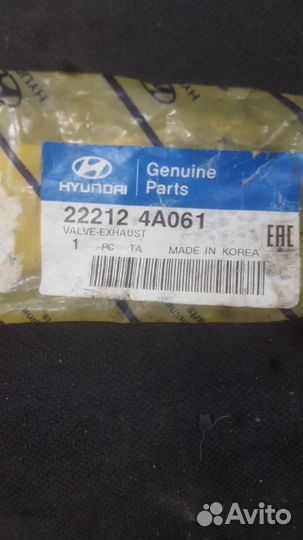 HYUNDAI
Genuine
Parts
22212 4A061
VALVE-EXHAUST
1 PC TA MADE IN KOREA
EAC
Avito